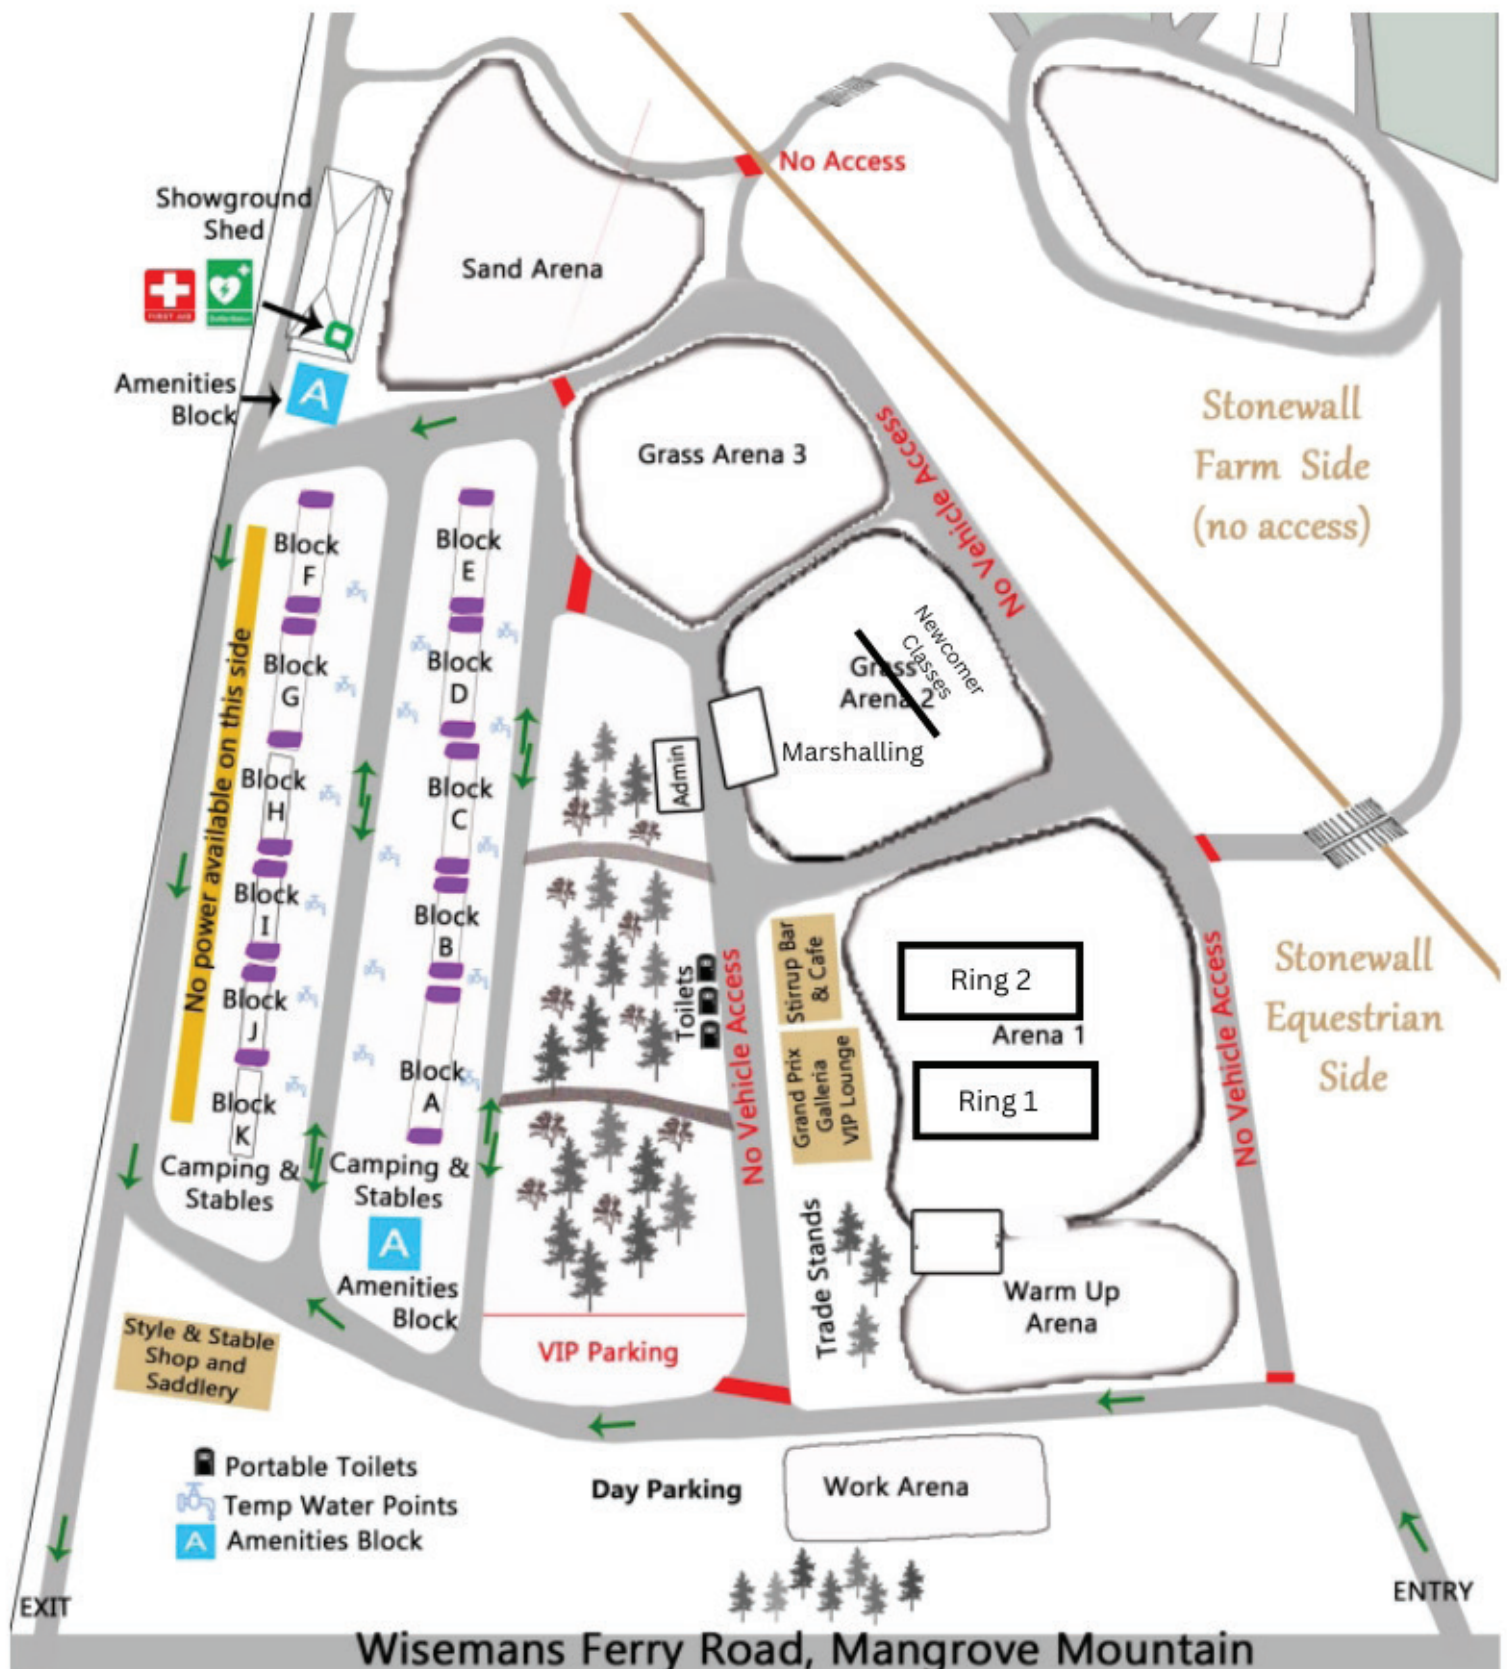 No Access
Showground
Shed
FIRST AID
Sand Arena
Amenities
Block
A
Stonewall
Farm Side
(no access)
Grass Arena 3
No Vehicle Access
Block
F
Block
E
Newcomer
Classes
Block
G
Block
D
Grass
Arena 2
No power available on this side
Marshalling
Admin
Block
H
Block
C
Block
I
Block
B
Stirrup Bar
& Cafe
Ring 2
Stonewall
Equestrian
Side
Toilets
No Vehicle Access
Arena 1
No Vehicle Access
Block
J
Grand Prix
Galleria
VIP Lounge
Ring 1
Block
A
Block
K
Camping &
Stables
Camping &
Stables
A
Amenities
Block
Trade Stands
Warm Up
Arena
VIP Parking
Style & Stable
Shop and
Saddlery
Portable Toilets
Temp Water Points
A Amenities Block
Day Parking
Work Arena
EXIT
ENTRY
Wisemans Ferry Road, Mangrove Mountain